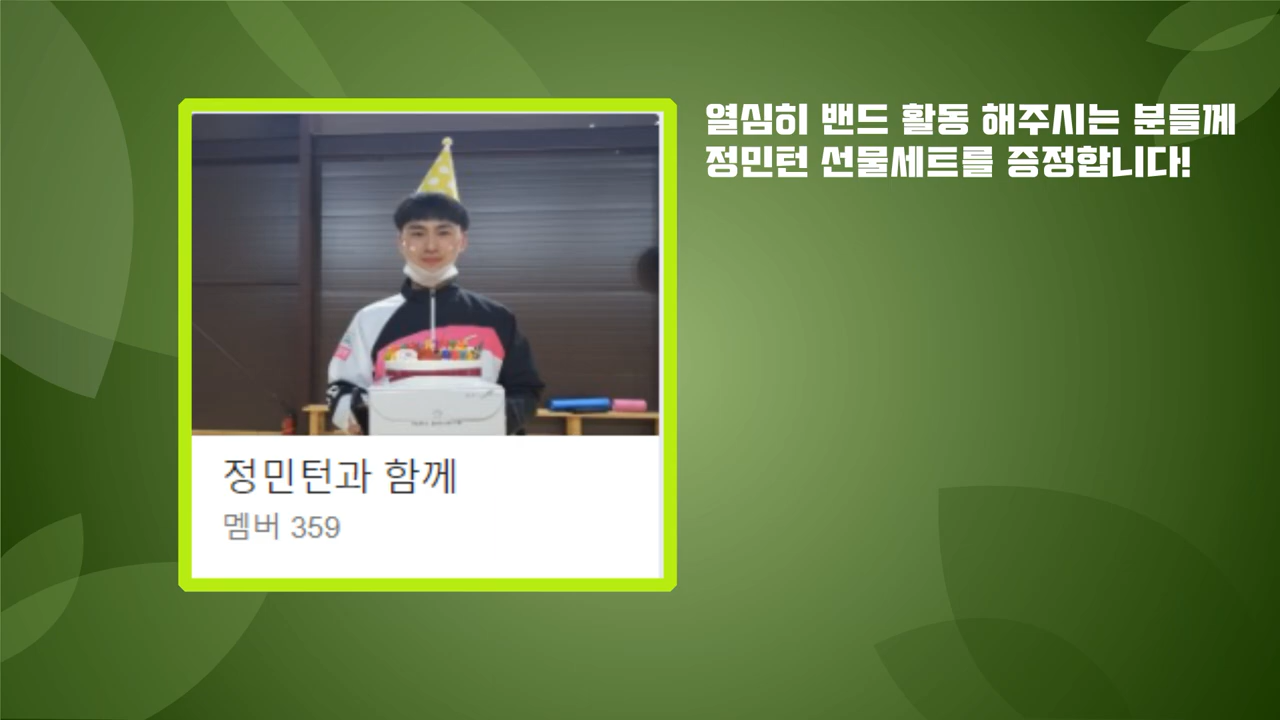 열심히 밴드 활동 해주시는 분들께
정민턴 선물세트를 증정합니다!
정민턴과 함께
멤버 359